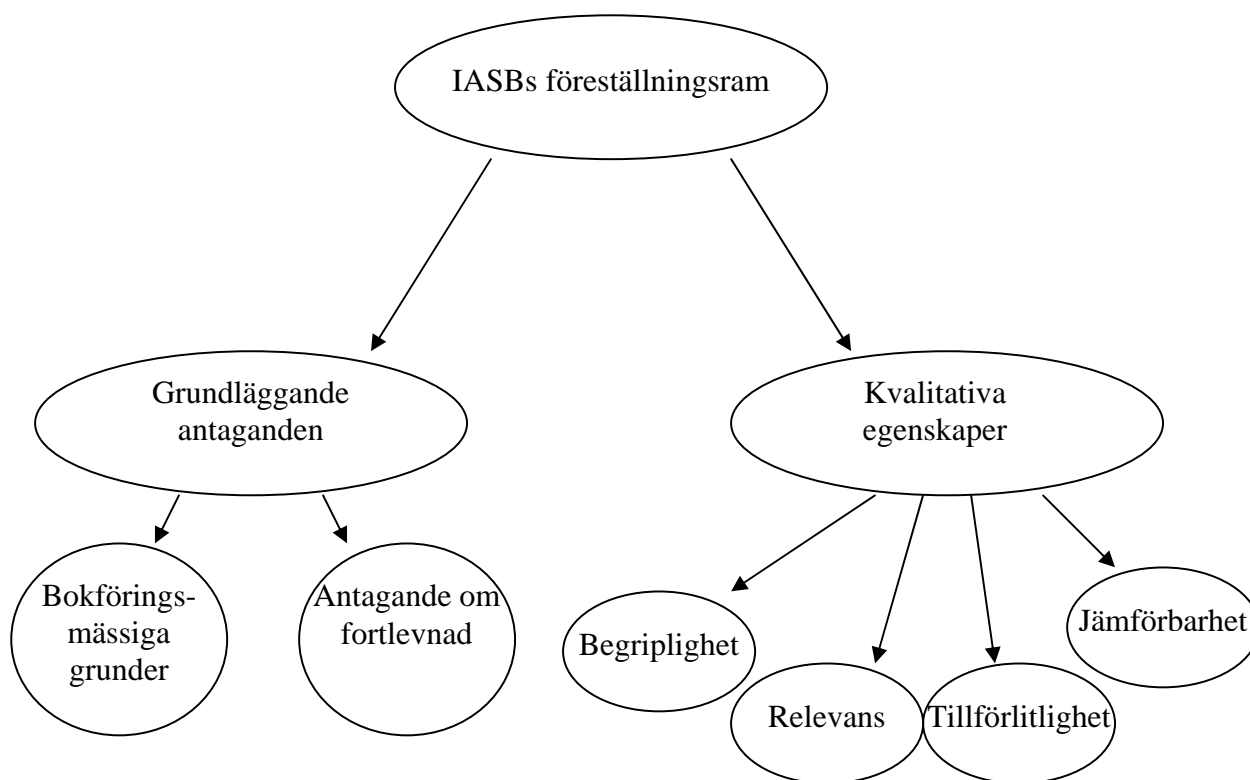 IASBs föreställningsram
Grundläggande
antaganden
Kvalitativa
egenskaper
Bokförings-
mässiga
grunder
Antagande om
fortlevnad
Begriplighet
Relevans
Tillförlitlighet
Jämförbarhet